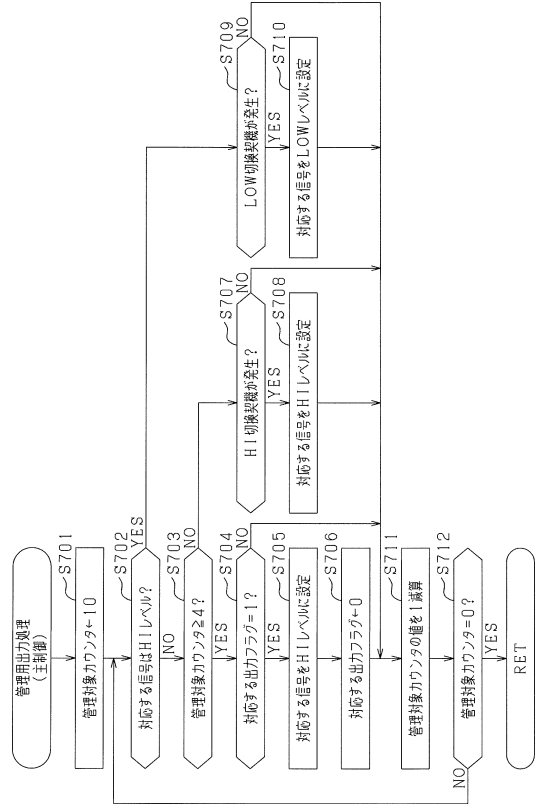 管理用出力処理
(主制御)
S701
管理対象カウンタ←10
S702
対応する信号はHIレベル?
YES
NO
S703
管理対象カウンタ≧4?
NO
YES
S704
対応する出力フラグ=1?
NO
YES
S705
対応する信号をHIレベルに設定
S706
対応する出力フラグ←0
S707
HI切換契機が発生?
NO
YES
S708
対応する信号をHIレベルに設定
S709
LOW切換契機が発生?
NO
YES
S710
対応する信号をLOWレベルに設定
S711
管理対象カウンタの値を1減算
S712
管理対象カウンタ=0?
NO
YES
RET